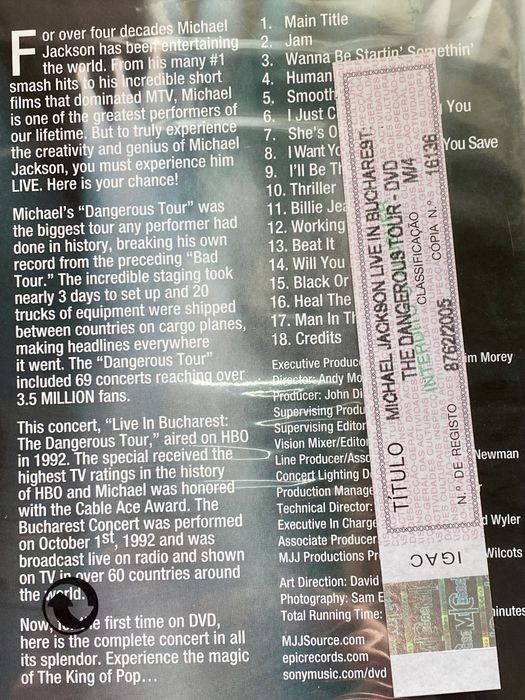 For over four decades Michael
Jackson has been entertaining
the world. From his many #1
smash hits to his incredible short
films that dominated MTV, Michael
is one of the greatest performers of
our lifetime. But to truly experience
the creativity and genius of Michael
Jackson, you must experience him
LIVE. Here is your chance!
Michael's “Dangerous Tour” was
the biggest tour any performer had
done in history, breaking his own
record from the preceding “Bad
Tour.” The incredible staging took
nearly 3 days to set up and 20
trucks of equipment were shipped
between countries on cargo planes,
making headlines everywhere
it went. The “Dangerous Tour”
included 69 concerts reaching over
3.5 MILLION fans.
This concert, “Live In Bucharest:
The Dangerous Tour,” aired on HBO
in 1992. The special received the
highest TV ratings in the history
of HBO and Michael was honored
with the Cable Ace Award. The
Bucharest Concert was performed
on October 1st, 1992 and was
broadcast live on radio and shown
on TV in over 60 countries around
the world.
Now, the first time on DVD,
here is the complete concert in all
its splendor. Experience the magic
of The King of Pop…
1. Main Title
2. Jam
3. Wanna Be Startin' Somethin'
4. Human
5. Smooth
6. I Just C You
7. She's O
8. I Want Yo You Save
9. I'll Be Th
10. Thriller
11. Billie Jea
12. Working
13. Beat It
14. Will You
15. Black Or
16. Heal The
17. Man In Th
18. Credits
Executive Produce im Morey
Director: Andy Mo
Producer: John Di
Supervising Produ
Supervising Editor
Vision Mixer/Editor
Line Producer/Asso Newman
Concert Lighting D
Production Manage
Technical Director:
Executive In Charge d Wyler
Associate Producer
MJJ Productions Pr Wilcots
Art Direction: David
Photography: Sam E
Total Running Time: minutes
MJJSource.com
epicrecords.com
sonymusic.com/dvd
TÍTULO MICHAEL JACKSON LIVE IN BUCHAREST:
THE DANGEROUS TOUR - DVD
M/4
CLASSIFICAÇÃO
N.º DE REGISTO 8762/2005 COPIA N.º 16136
IGAC